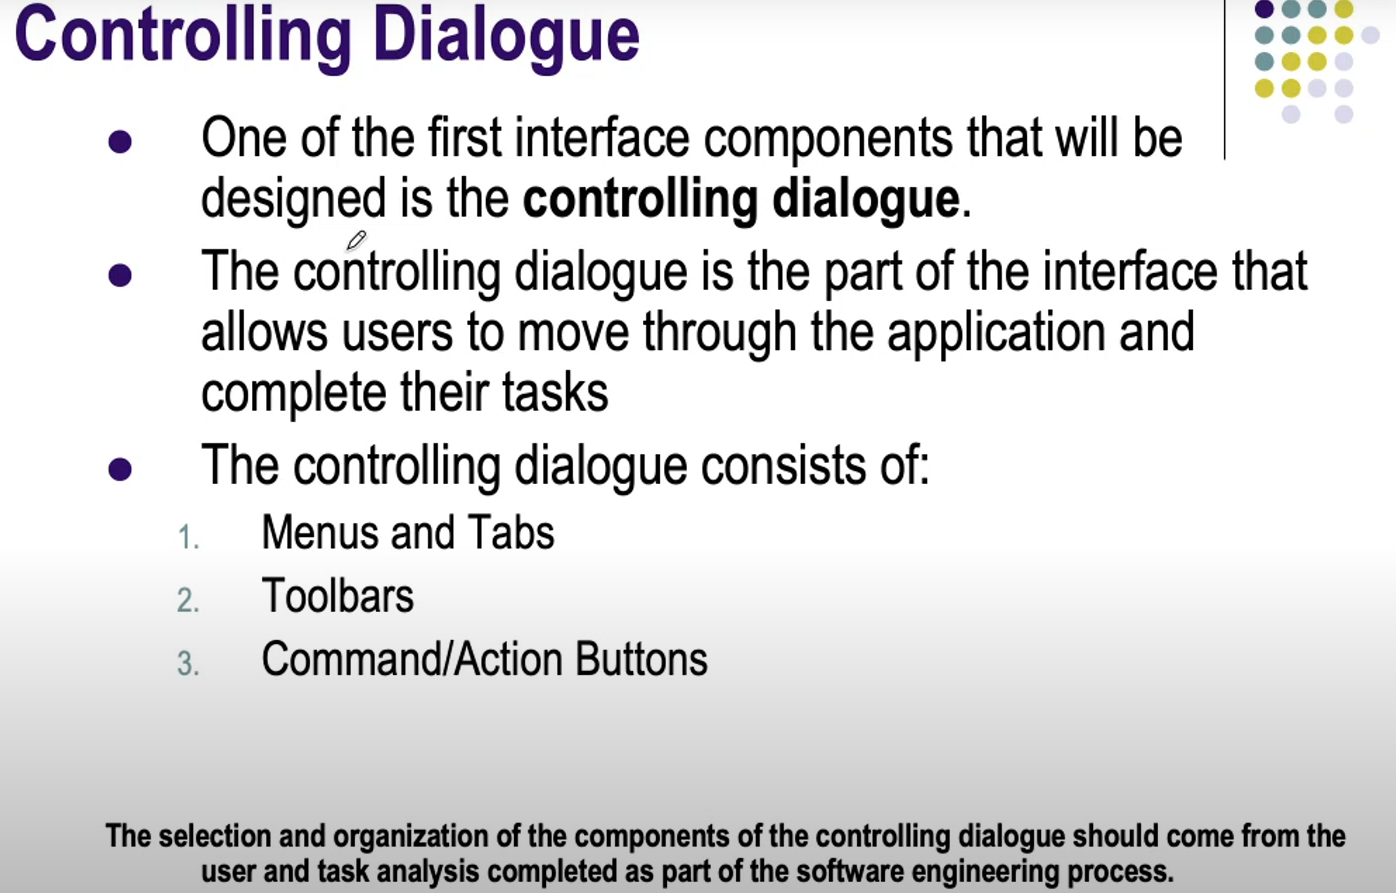 Controlling Dialogue
One of the first interface components that will be
designed is the controlling dialogue.
The controlling dialogue is the part of the interface that
allows users to move through the application and
complete their tasks
The controlling dialogue consists of:
1. Menus and Tabs
2. Toolbars
3. Command/Action Buttons
The selection and organization of the components of the controlling dialogue should come from the
user and task analysis completed as part of the software engineering process.